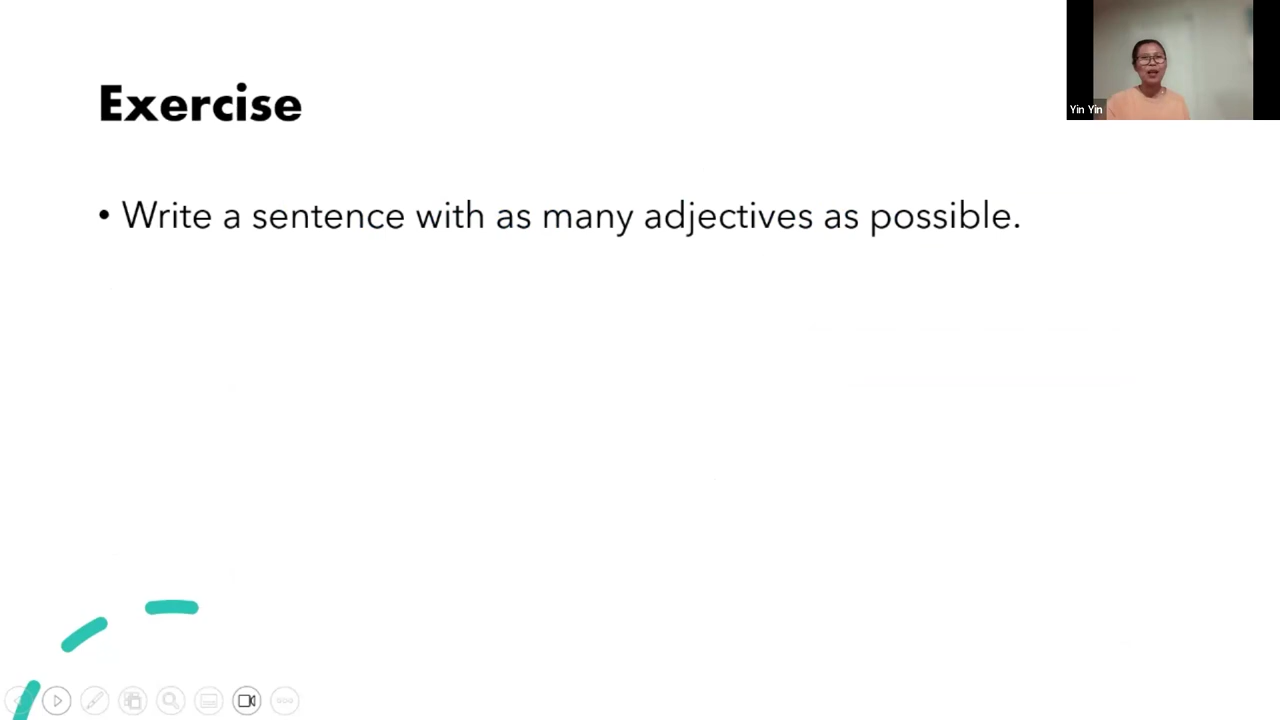 Exercise
• Write a sentence with as many adjectives as possible.
Yin Yin